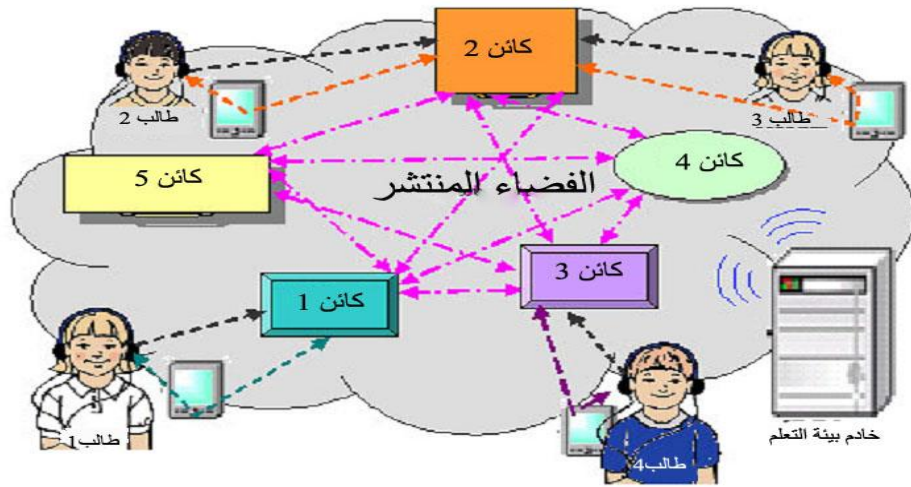 كائن 2
طالب 2
طالب 3
كائن 5
كائن 4
الفضاء المنتشر
كائن 3
كائن 1
طالب1
طالب4
خادم بيئة التعلم